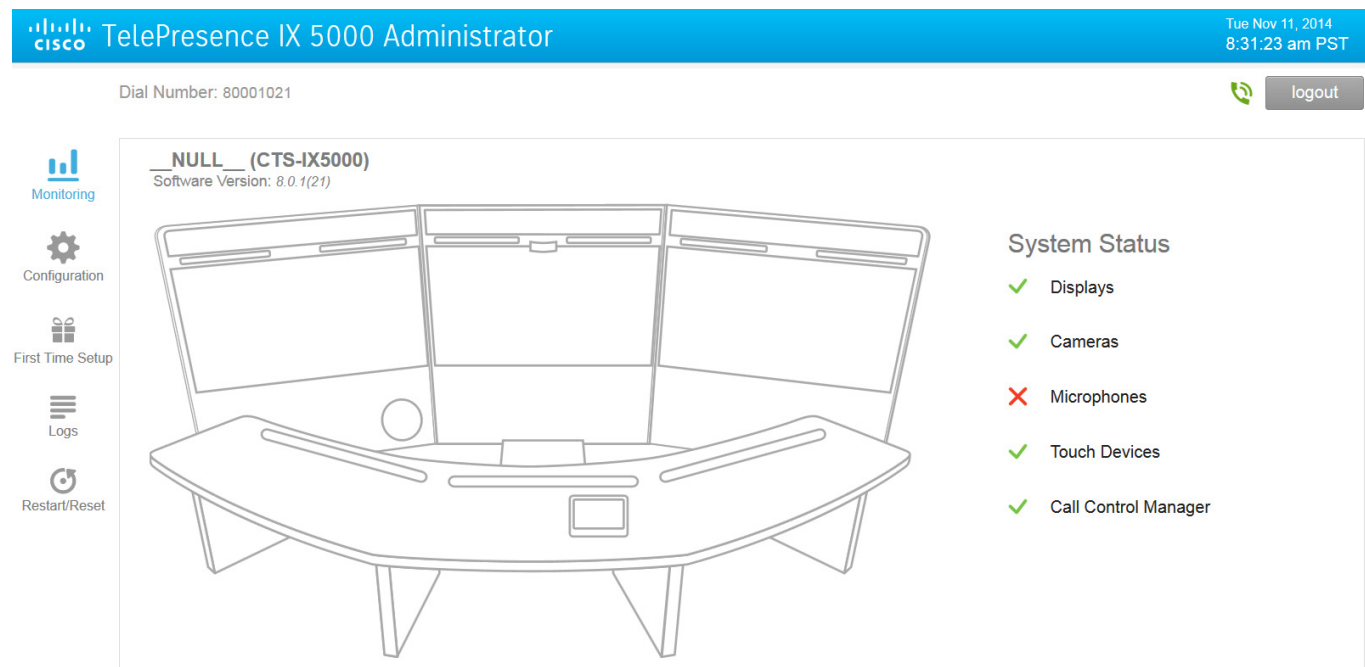 CISCO TelePresence IX 5000 Administrator
Tue Nov 11, 2014
8:31:23 am PST
Dial Number: 80001021
logout
Monitoring
Configuration
First Time Setup
Logs
Restart/Reset
__NULL__ (CTS-IX5000)
Software Version: 8.0.1(21)
System Status
Displays
Cameras
Microphones
Touch Devices
Call Control Manager